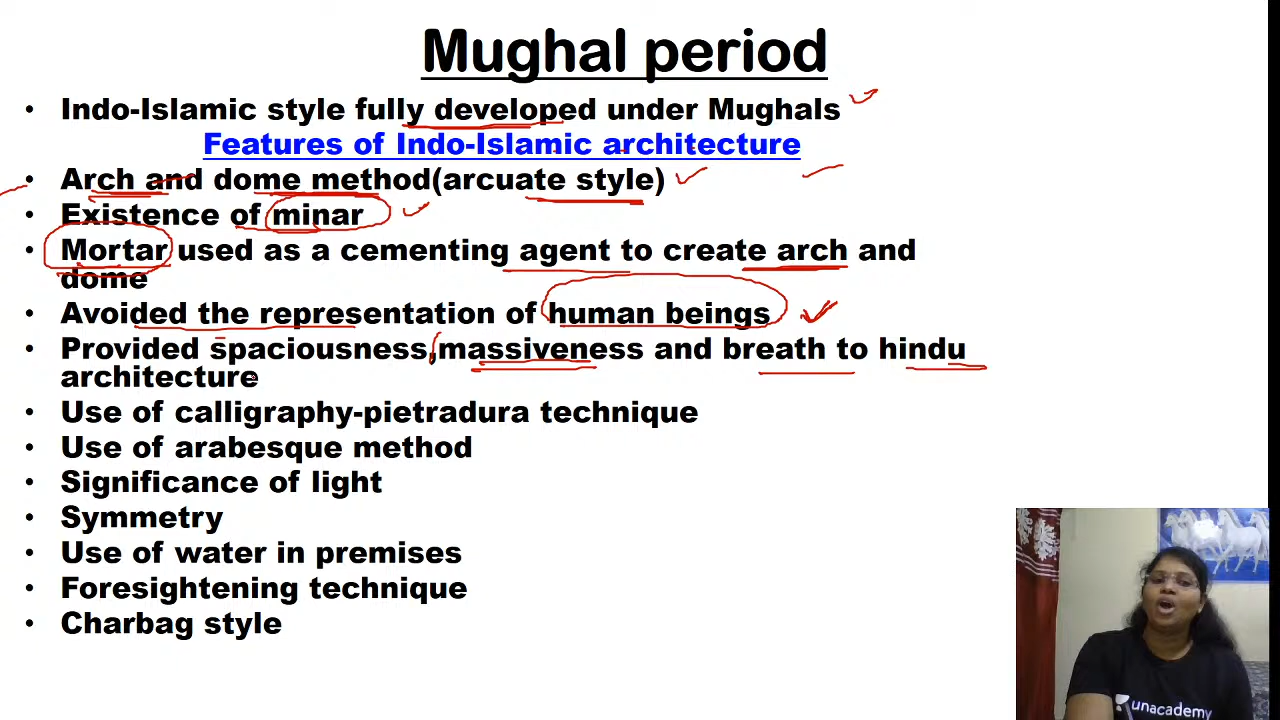 Mughal period
• Indo-Islamic style fully developed under Mughals
Features of Indo-Islamic architecture
• Arch and dome method(arcuate style)
• Existence of minar
• Mortar used as a cementing agent to create arch and
dome
• Avoided the representation of human beings
• Provided spaciousness,massiveness and breath to hindu
architecture
• Use of calligraphy-pietradura technique
• Use of arabesque method
• Significance of light
• Symmetry
• Use of water in premises
• Foresightening technique
• Charbag style
unacademy